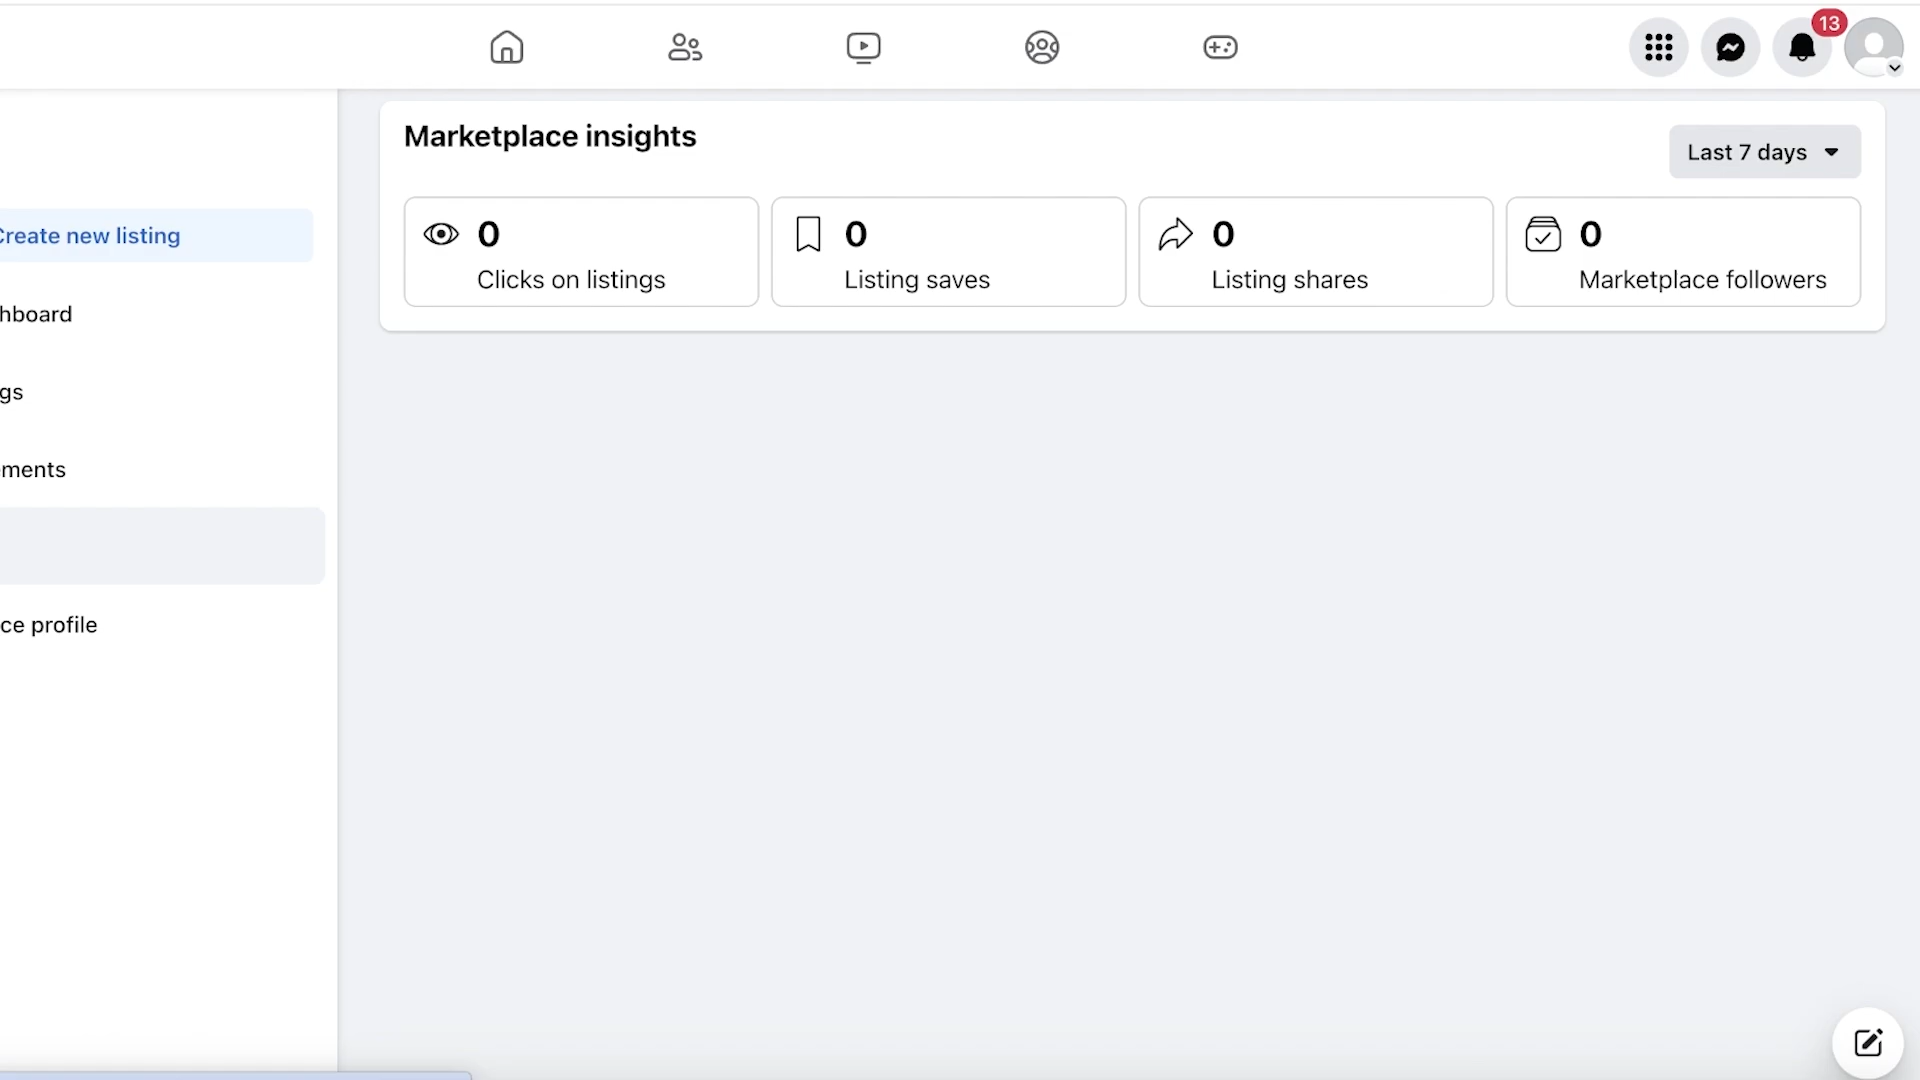 13
Marketplace insights
Last 7 days
Create new listing
0
Clicks on listings
0
Listing saves
0
Listing shares
0
Marketplace followers
hboard
gs
ments
ce profile